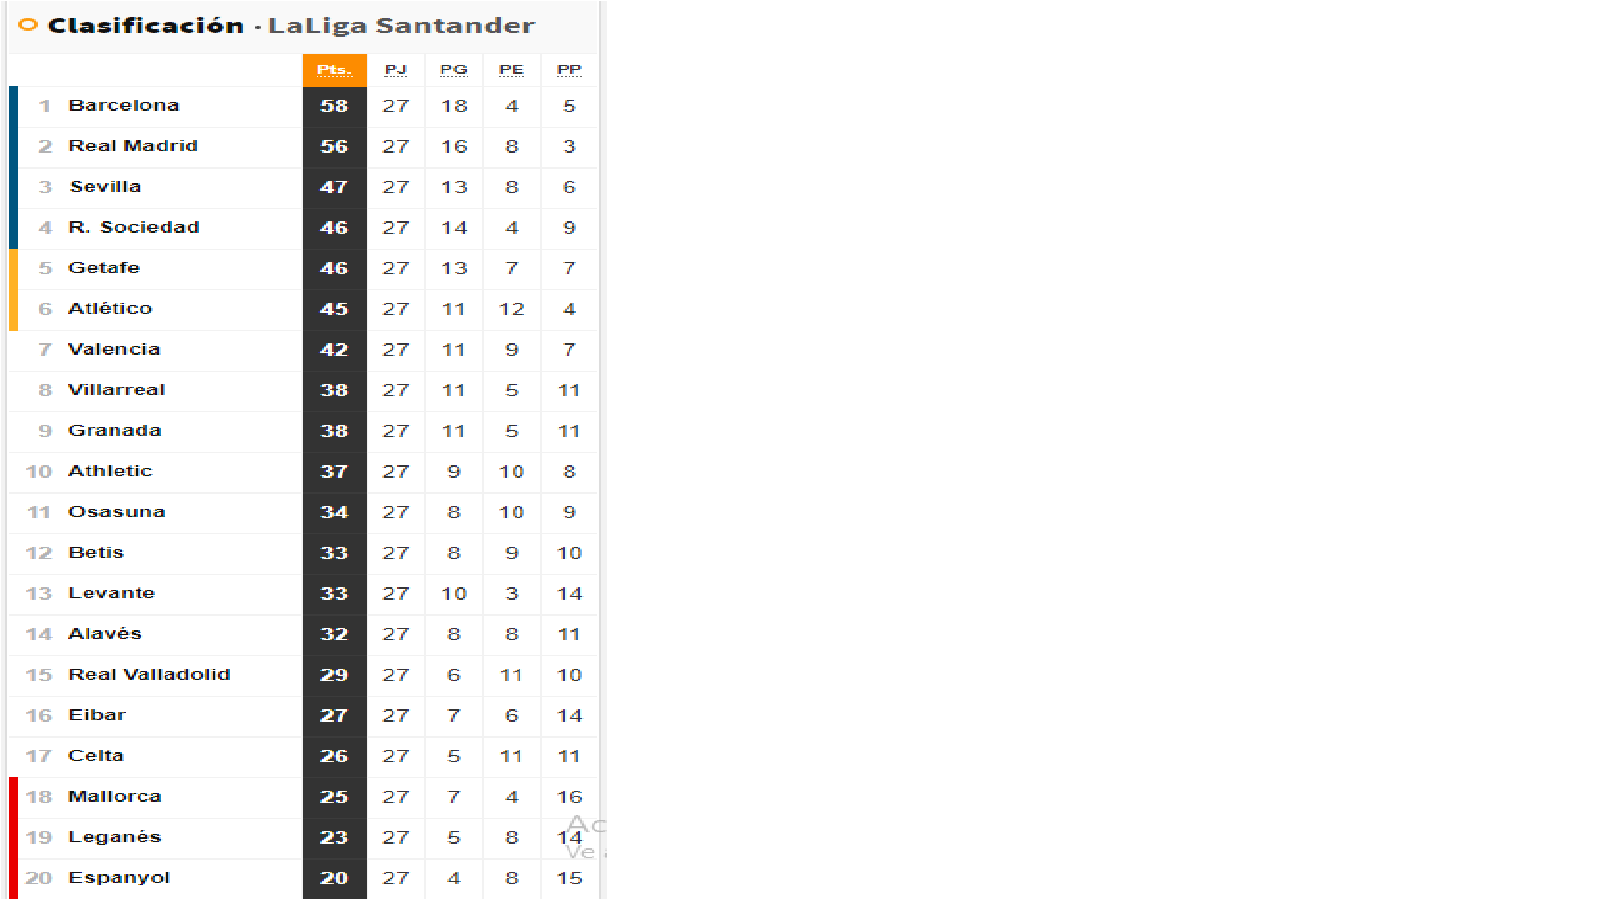 Clasificación - LaLiga Santander
Pts. PJ PG PE PP
1 Barcelona 58 27 18 4 5
2 Real Madrid 56 27 16 8 3
3 Sevilla 47 27 13 8 6
4 R. Sociedad 46 27 14 4 9
5 Getafe 46 27 13 7 7
6 Atlético 45 27 11 12 4
7 Valencia 42 27 11 9 7
8 Villarreal 38 27 11 5 11
9 Granada 38 27 11 5 11
10 Athletic 37 27 9 10 8
11 Osasuna 34 27 8 10 9
12 Betis 33 27 8 9 10
13 Levante 33 27 10 3 14
14 Alavés 32 27 8 8 11
15 Real Valladolid 29 27 6 11 10
16 Eibar 27 27 7 6 14
17 Celta 26 27 5 11 11
18 Mallorca 25 27 7 4 16
19 Leganés 23 27 5 8 14
20 Espanyol 20 27 4 8 15